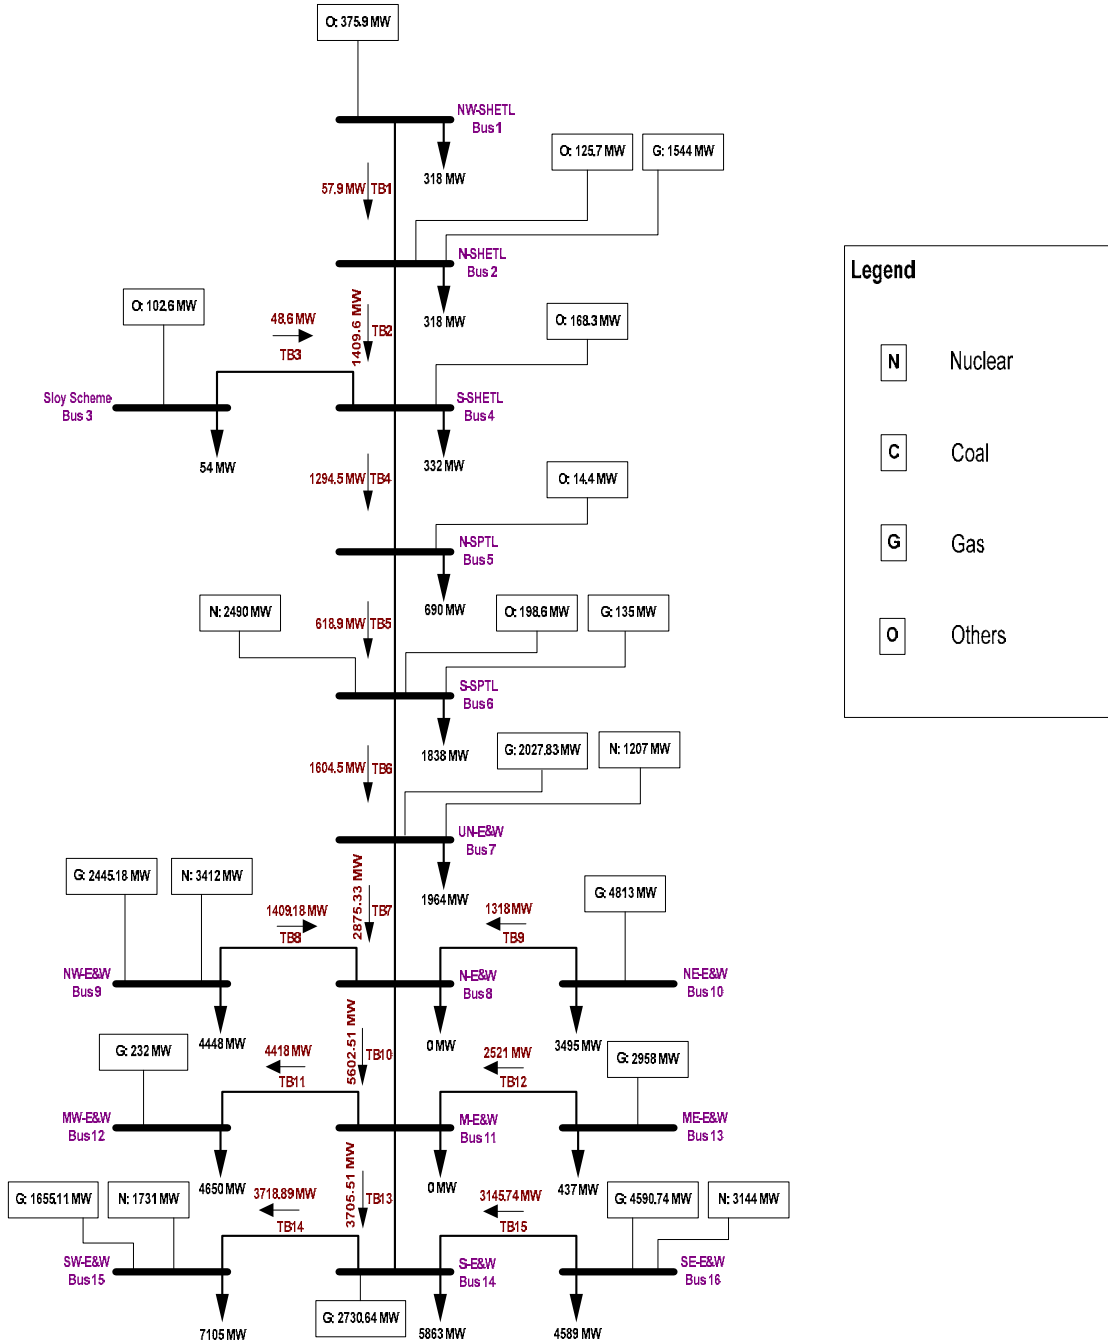 O: 375.9 MW
NW-SHETL
Bus 1
318 MW
57.9 MW
TB1
O: 125.7 MW
G: 1544 MW
N-SHETL
Bus 2
318 MW
1409.6 MW
TB2
O: 102.6 MW
48.6 MW
TB3
O: 168.3 MW
Sloy Scheme
Bus 3
S-SHETL
Bus 4
54 MW
332 MW
1294.5 MW
TB4
O: 14.4 MW
N-SPTL
Bus 5
690 MW
N: 2490 MW
618.9 MW
TB5
O: 198.6 MW
G: 135 MW
S-SPTL
Bus 6
1838 MW
1604.5 MW
TB6
G: 2027.83 MW
N: 1207 MW
UN-E&W
Bus 7
1964 MW
2875.33 MW
TB7
G: 2445.18 MW
N: 3412 MW
1409.18 MW
TB8
1318 MW
TB9
G: 4813 MW
NW-E&W
Bus 9
N-E&W
Bus 8
NE-E&W
Bus 10
4448 MW
0 MW
3495 MW
5602.51 MW
TB10
G: 232 MW
4418 MW
TB11
2521 MW
TB12
G: 2958 MW
MW-E&W
Bus 12
M-E&W
Bus 11
ME-E&W
Bus 13
4650 MW
0 MW
437 MW
3705.51 MW
TB13
G: 1655.11 MW
N: 1731 MW
3718.89 MW
TB14
3145.74 MW
TB15
G: 4590.74 MW
N: 3144 MW
SW-E&W
Bus 15
S-E&W
Bus 14
SE-E&W
Bus 16
G: 2730.64 MW
7105 MW
5863 MW
4589 MW
Legend
N Nuclear
C Coal
G Gas
O Others